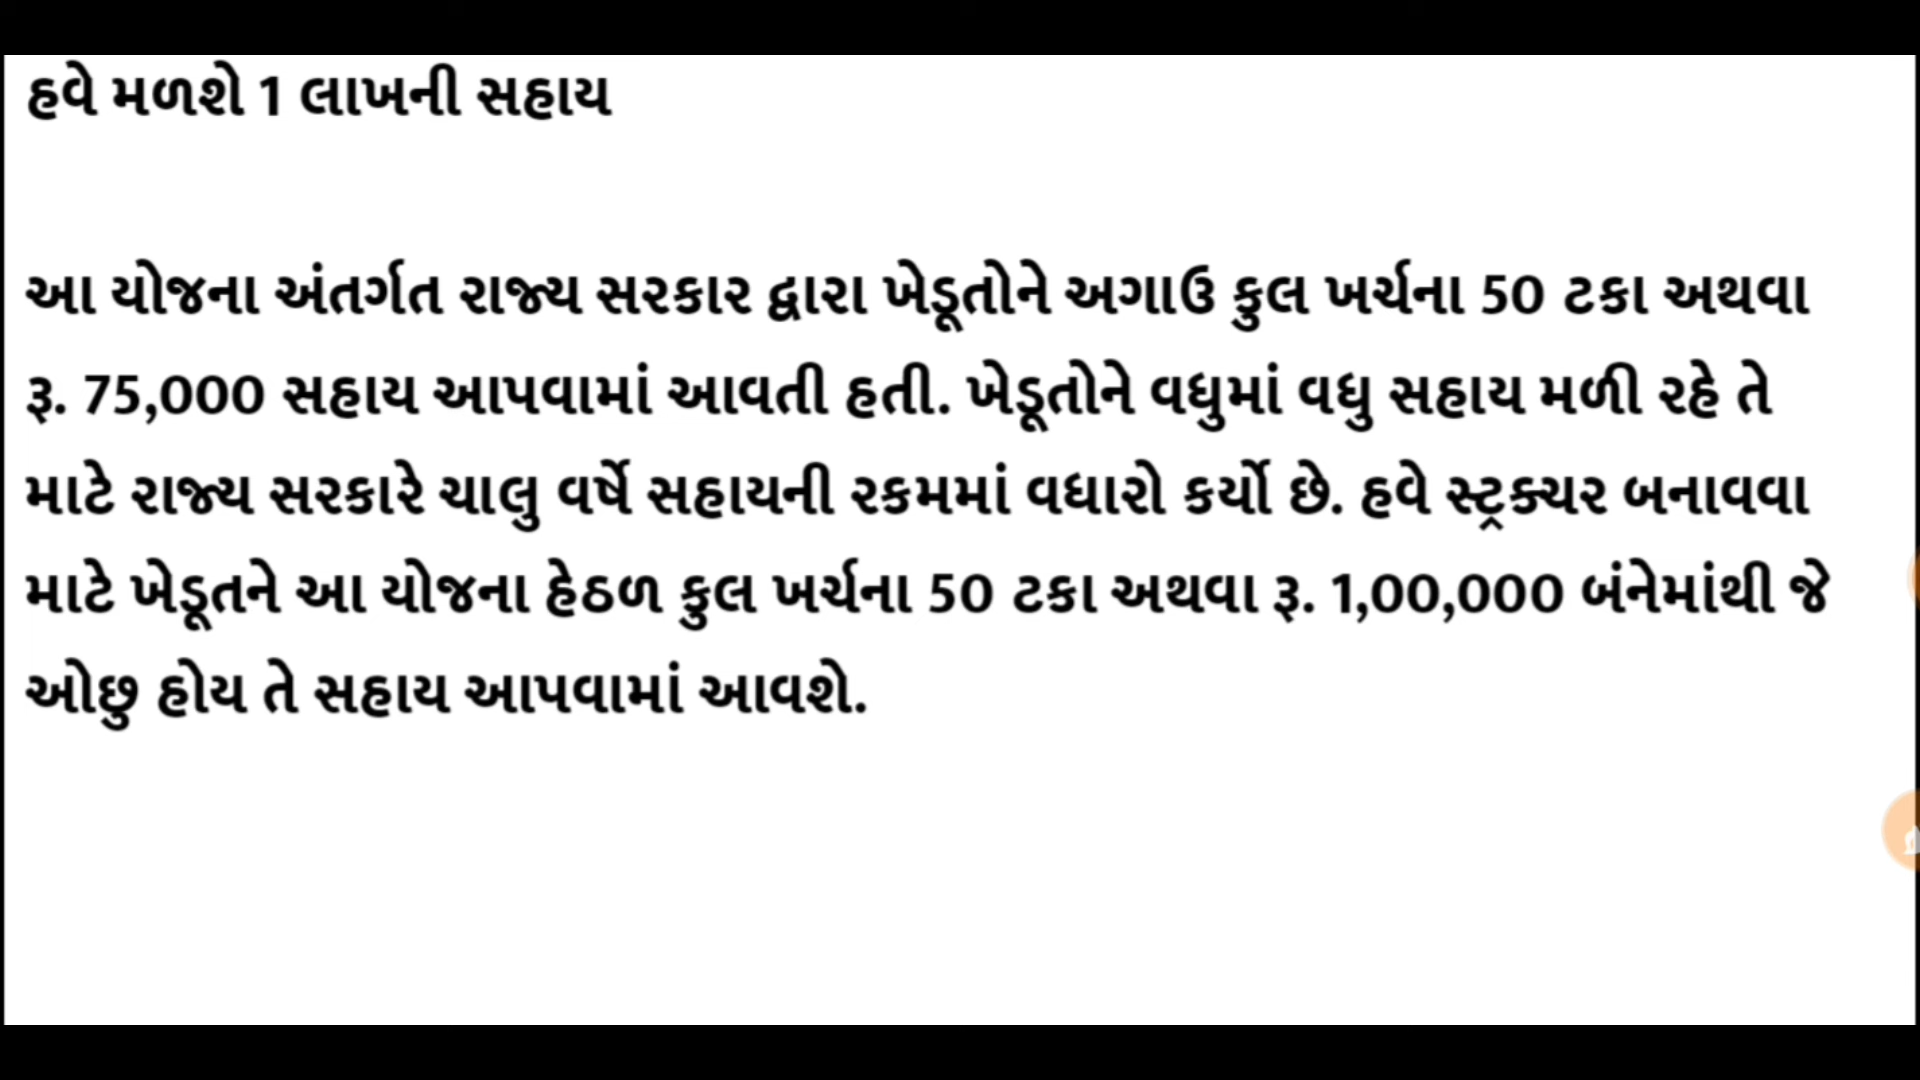 હવે મળશે 1 લાખની સહાય
આ યોજના અંતર્ગત રાજ્ય સરકાર દ્વારા ખેડૂતોને અગાઉ કુલ ખર્ચના 50 ટકા અથવા
રૂ. 75,000 સહાય આપવામાં આવતી હતી. ખેડૂતોને વધુમાં વધુ સહાય મળી રહે તે
માટે રાજ્ય સરકારે ચાલુ વર્ષે સહાયની રકમમાં વધારો કર્યો છે. હવે સ્ટ્રક્ચર બનાવવા
માટે ખેડૂતને આ યોજના હેઠળ કુલ ખર્ચના 50 ટકા અથવા રૂ. 1,00,000 બંનેમાંથી જે
ઓછુ હોય તે સહાય આપવામાં આવશે.